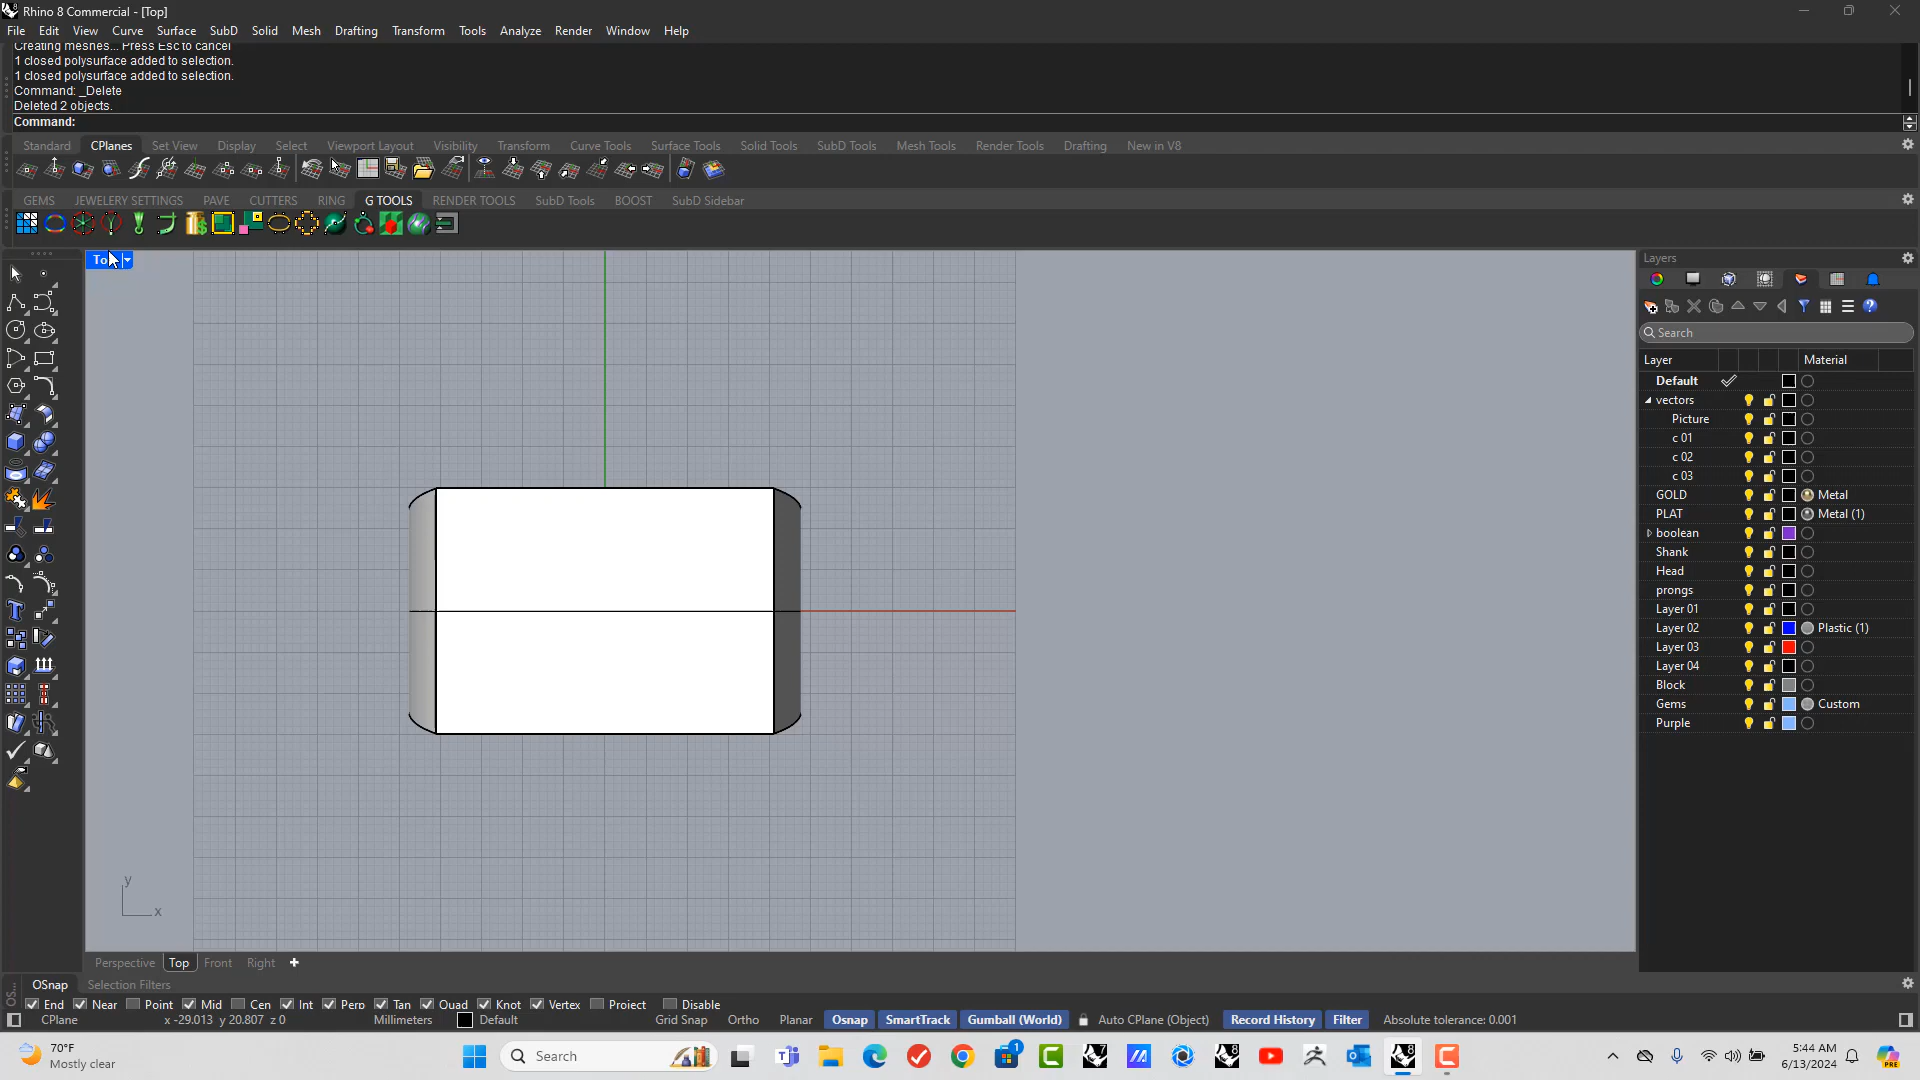 Rhino 8 Commercial - [Top]
File Edit View Curve Surface SubD Solid Mesh Drafting Transform Tools Analyze Render Window Help
Creating meshes... Press Esc to cancel
1 closed polysurface added to selection.
1 closed polysurface added to selection.
Command: _Delete
Deleted 2 objects.
Command:
Standard CPlanes Set View Display Select Viewport Layout Visibility Transform Curve Tools Surface Tools Solid Tools SubD Tools Mesh Tools Render Tools Drafting New in V8
GEMS JEWELERY SETTINGS PAVE CUTTERS RING G TOOLS RENDER TOOLS SubD Tools BOOST SubD Sidebar
Layers
Search
Layer Material
Default
vectors
Picture
c 01
c 02
c 03
GOLD Metal
PLAT Metal (1)
boolean
Shank
Head
prongs
Layer 01
Layer 02 Plastic (1)
Layer 03
Layer 04
Block
Gems Custom
Purple
y
x
Perspective Top Front Right
OSnap Selection Filters
End Near Point Mid Cen Int Perp Tan Quad Knot Vertex Project Disable
CPlane x -29.013 y 20.807 z 0 Millimeters Default Grid Snap Ortho Planar Osnap SmartTrack Gumball (World) Auto CPlane (Object) Record History Filter Absolute tolerance: 0.001
70°F
Mostly clear
Search
5:44 AM
6/13/2024